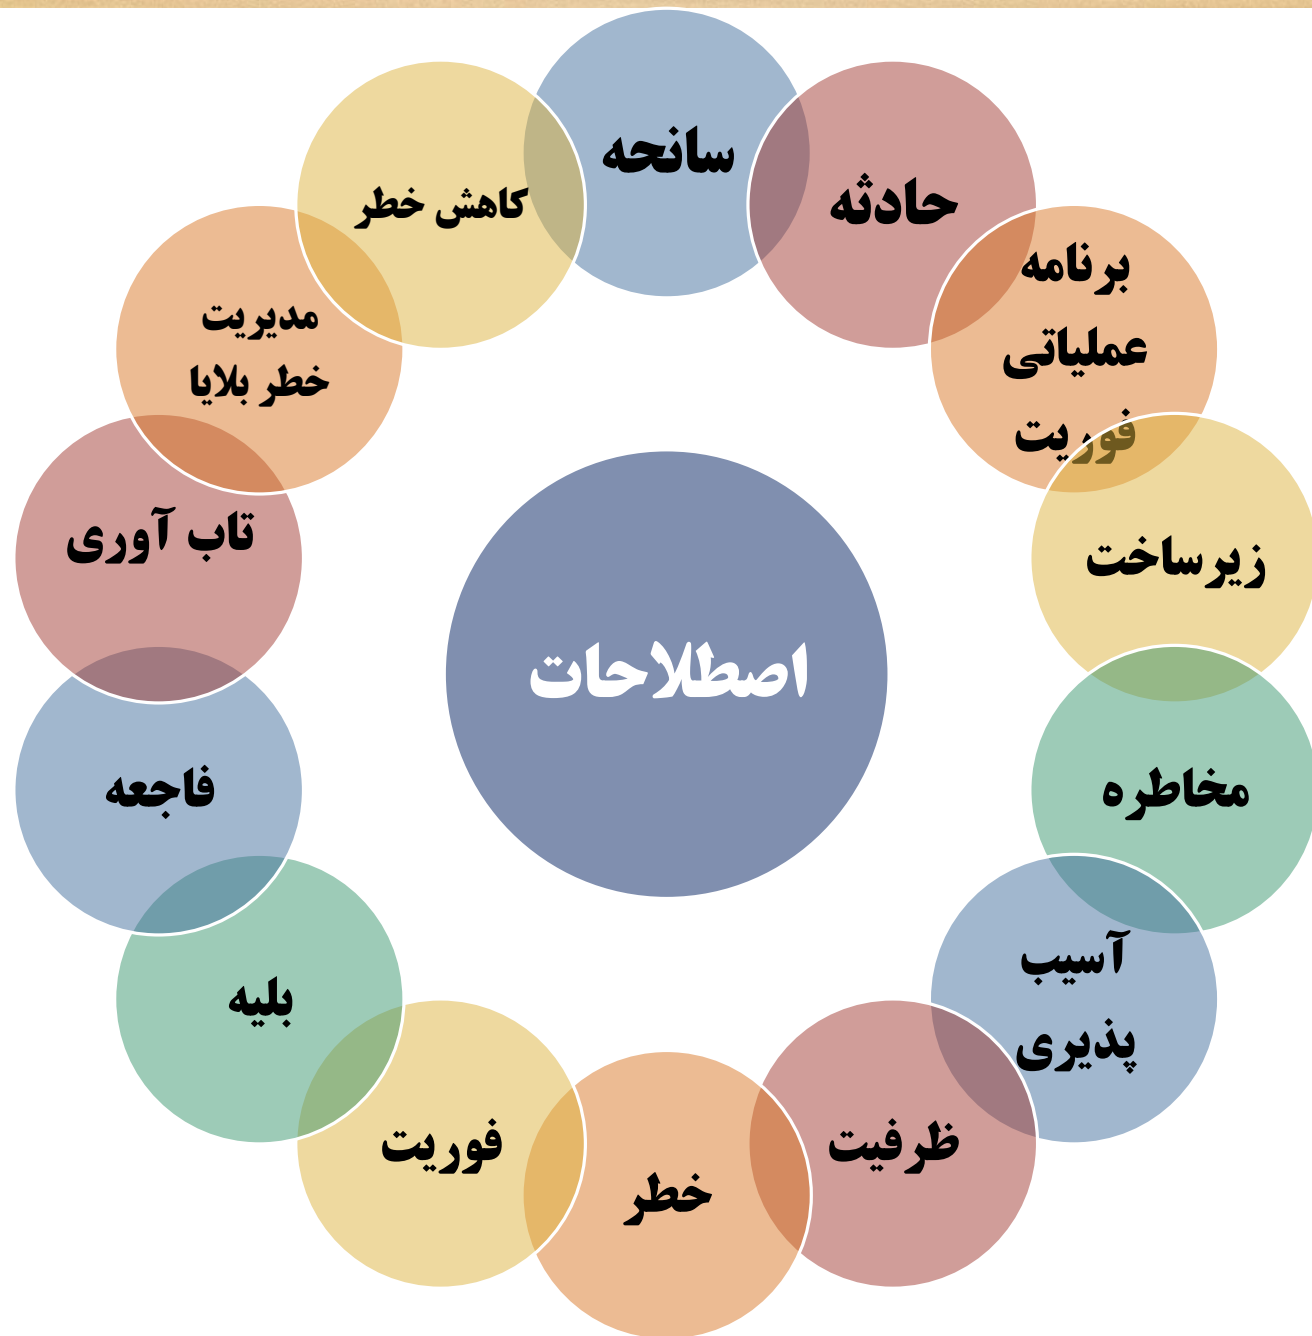 سانحه
حادثه
برنامه
عملیاتی
فوریت
زیرساخت
مخاطره
آسیب
پذیری
ظرفیت
خطر
فوریت
بلیه
فاجعه
تاب آوری
مدیریت
خطر بلایا
کاهش خطر
اصطلاحات